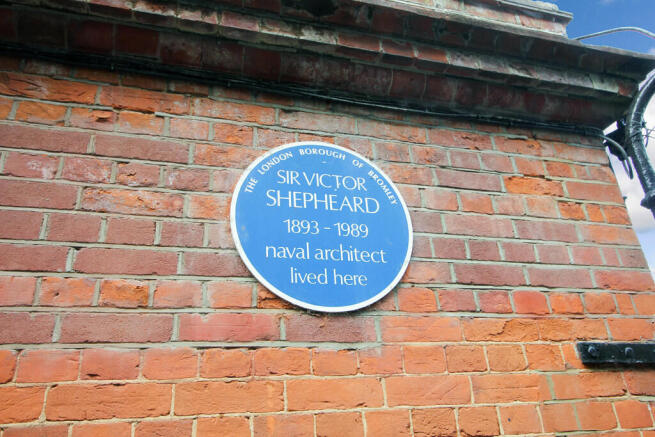 THE LONDON BOROUGH OF BROMLEY
SIR VICTOR
SHEPHEARD
1893 - 1989
naval architect
lived here